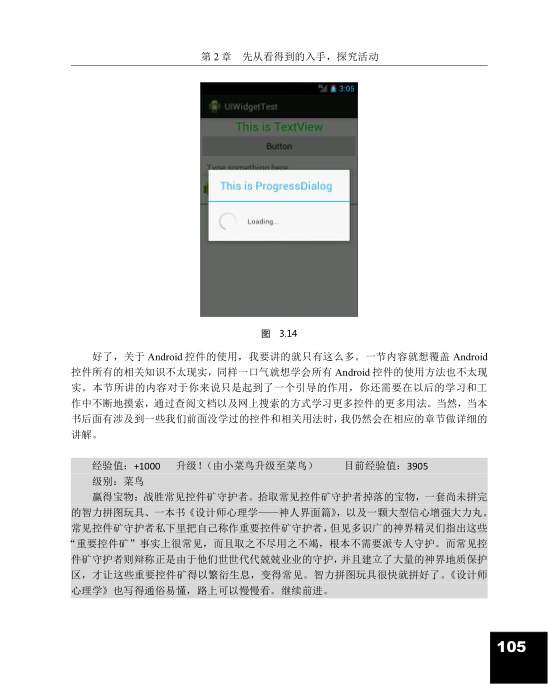 第 2 章　先从看得到的入手，探究活动
3:05
UIWidgetTest
This is TextView
Button
Type something here
This is ProgressDialog
Loading...
图　3.14
好了，关于 Android 控件的使用，我要讲的就只有这么多。一节内容就想覆盖 Android
控件所有的相关知识不太现实，同样一口气就想学会所有 Android 控件的使用方法也不太现
实。本节所讲的内容对于你来说只是起到了一个引导的作用，你还需要在以后的学习和工
作中不断地摸索，通过查阅文档以及网上搜索的方式学习更多控件的更多用法。当然，当本
书后面有涉及到一些我们前面没学过的控件和相关用法时，我仍然会在相应的章节做详细的
讲解。
经验值：+1000　升级！（由小菜鸟升级至菜鸟）　目前经验值：3905
级别：菜鸟
赢得宝物：战胜常见控件矿守护者。拾取常见控件矿守护者掉落的宝物，一套尚未拼完
的智力拼图玩具、一本书《设计师心理学——神人界面篇》，以及一颗大型信心增强大力丸。
常见控件矿守护者私下里把自己称作重要控件矿守护者，但见多识广的神界精灵们指出这些
“重要控件矿”事实上很常见，而且取之不尽用之不竭，根本不需要派专人守护。而常见控
件矿守护者则辩称正是由于他们世世代代兢兢业业的守护，并且建立了大量的神界地质保护
区，才让这些重要控件矿得以繁衍生息，变得常见。智力拼图玩具很快就拼好了。《设计师
心理学》也写得通俗易懂，路上可以慢慢看。继续前进。
105